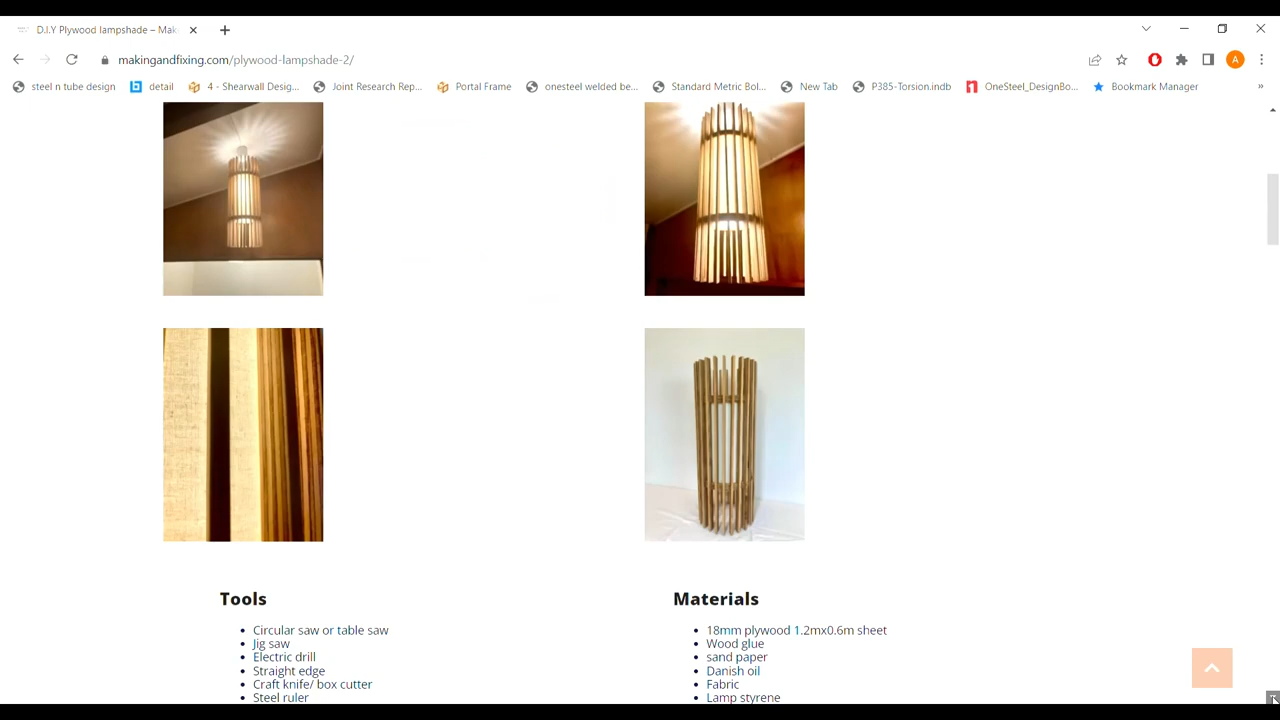 D.I.Y Plywood lampshade – Mak
makingandfixing.com/plywood-lampshade-2/
A
steel n tube design
detail
4 - Shearwall Desig...
Joint Research Rep...
Portal Frame
onesteel welded be...
Standard Metric Bol...
New Tab
P385-Torsion.indb
OneSteel_DesignBo...
Bookmark Manager
»
Tools
Circular saw or table saw
Jig saw
Electric drill
Straight edge
Craft knife/ box cutter
Steel ruler
Materials
18mm plywood 1.2mx0.6m sheet
Wood glue
sand paper
Danish oil
Fabric
Lamp styrene